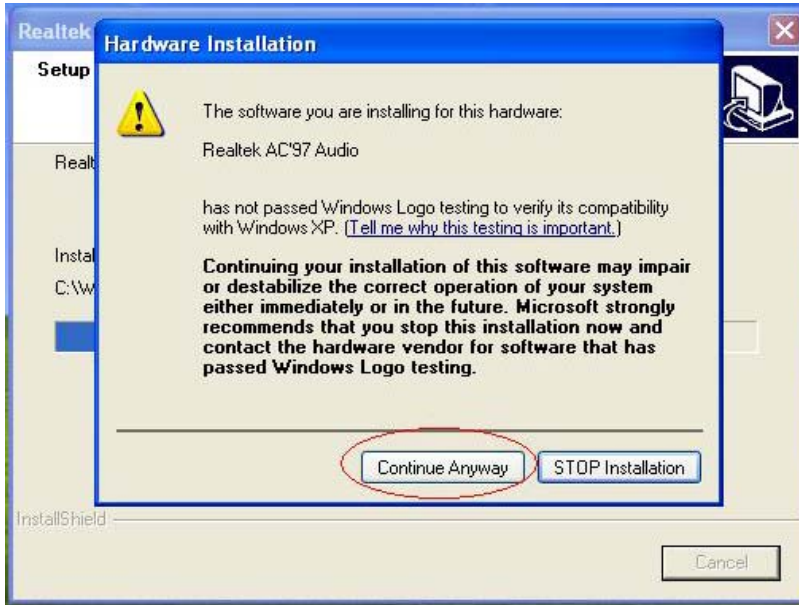 Realtek
Hardware Installation
Setup
The software you are installing for this hardware:
Realtek AC'97 Audio
Realt
has not passed Windows Logo testing to verify its compatibility
with Windows XP. (Tell me why this testing is important.)
Instal
Continuing your installation of this software may impair
C:\W
or destabilize the correct operation of your system
either immediately or in the future. Microsoft strongly
recommends that you stop this installation now and
contact the hardware vendor for software that has
passed Windows Logo testing.
Continue Anyway
STOP Installation
InstallShield
Cancel